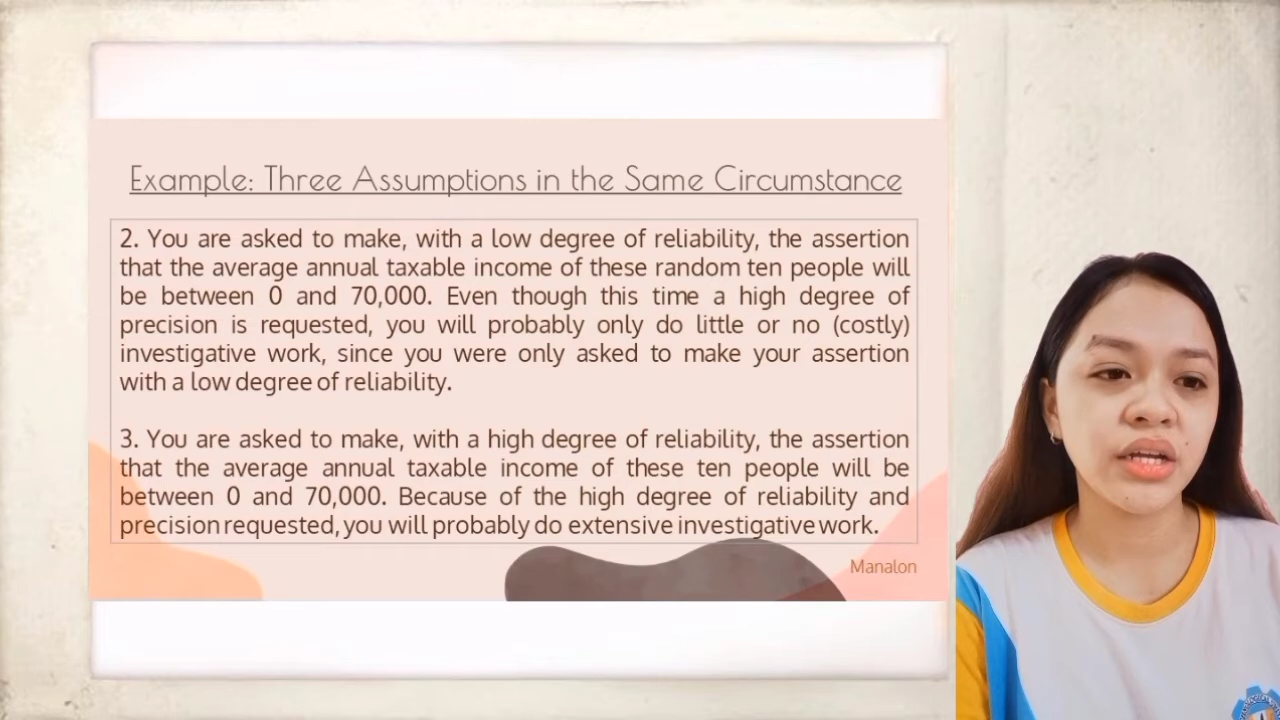 Example: Three Assumptions in the Same Circumstance
2. You are asked to make, with a low degree of reliability, the assertion
that the average annual taxable income of these random ten people will
be between 0 and 70,000. Even though this time a high degree of
precision is requested, you will probably only do little or no (costly)
investigative work, since you were only asked to make your assertion
with a low degree of reliability.
3. You are asked to make, with a high degree of reliability, the assertion
that the average annual taxable income of these ten people will be
between 0 and 70,000. Because of the high degree of reliability and
precision requested, you will probably do extensive investigative work.
Manalon